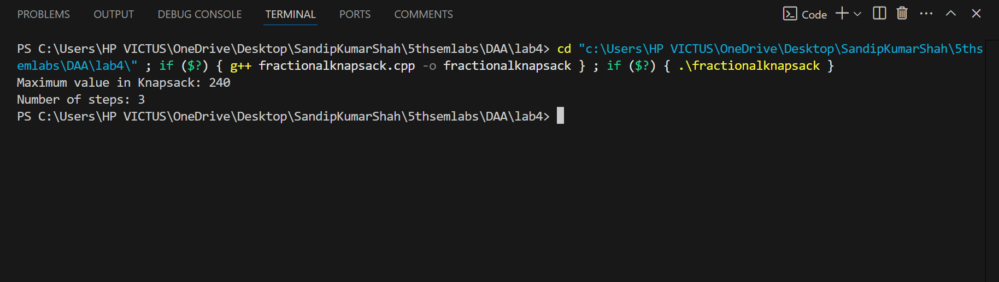 PROBLEMS OUTPUT DEBUG CONSOLE TERMINAL PORTS COMMENTS Code
PS C:\Users\HP VICTUS\OneDrive\Desktop\SandipKumarShah\5thsemlabs\DAA\lab4> cd "c:\Users\HP VICTUS\OneDrive\Desktop\SandipKumarShah\5ths
emlabs\DAA\lab4\" ; if ($?) { g++ fractionalknapsack.cpp -o fractionalknapsack } ; if ($?) { .\fractionalknapsack }
Maximum value in Knapsack: 240
Number of steps: 3
PS C:\Users\HP VICTUS\OneDrive\Desktop\SandipKumarShah\5thsemlabs\DAA\lab4>